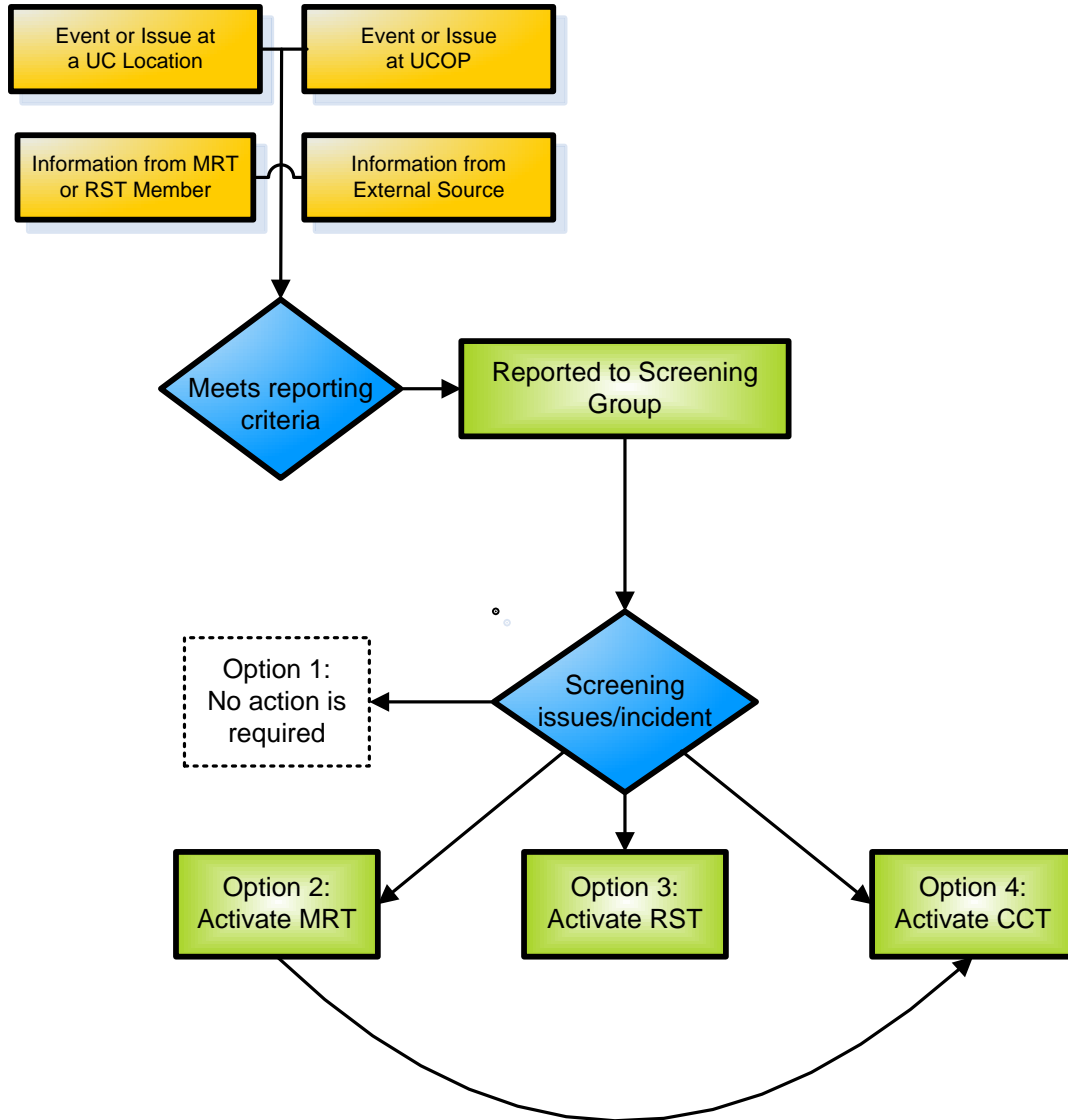 Event or Issue at
a UC Location
Event or Issue
at UCOP
Information from MRT
or RST Member
Information from
External Source
Meets reporting
criteria
Reported to Screening
Group
Option 1:
No action is
required
Screening
issues/incident
Option 2:
Activate MRT
Option 3:
Activate RST
Option 4:
Activate CCT